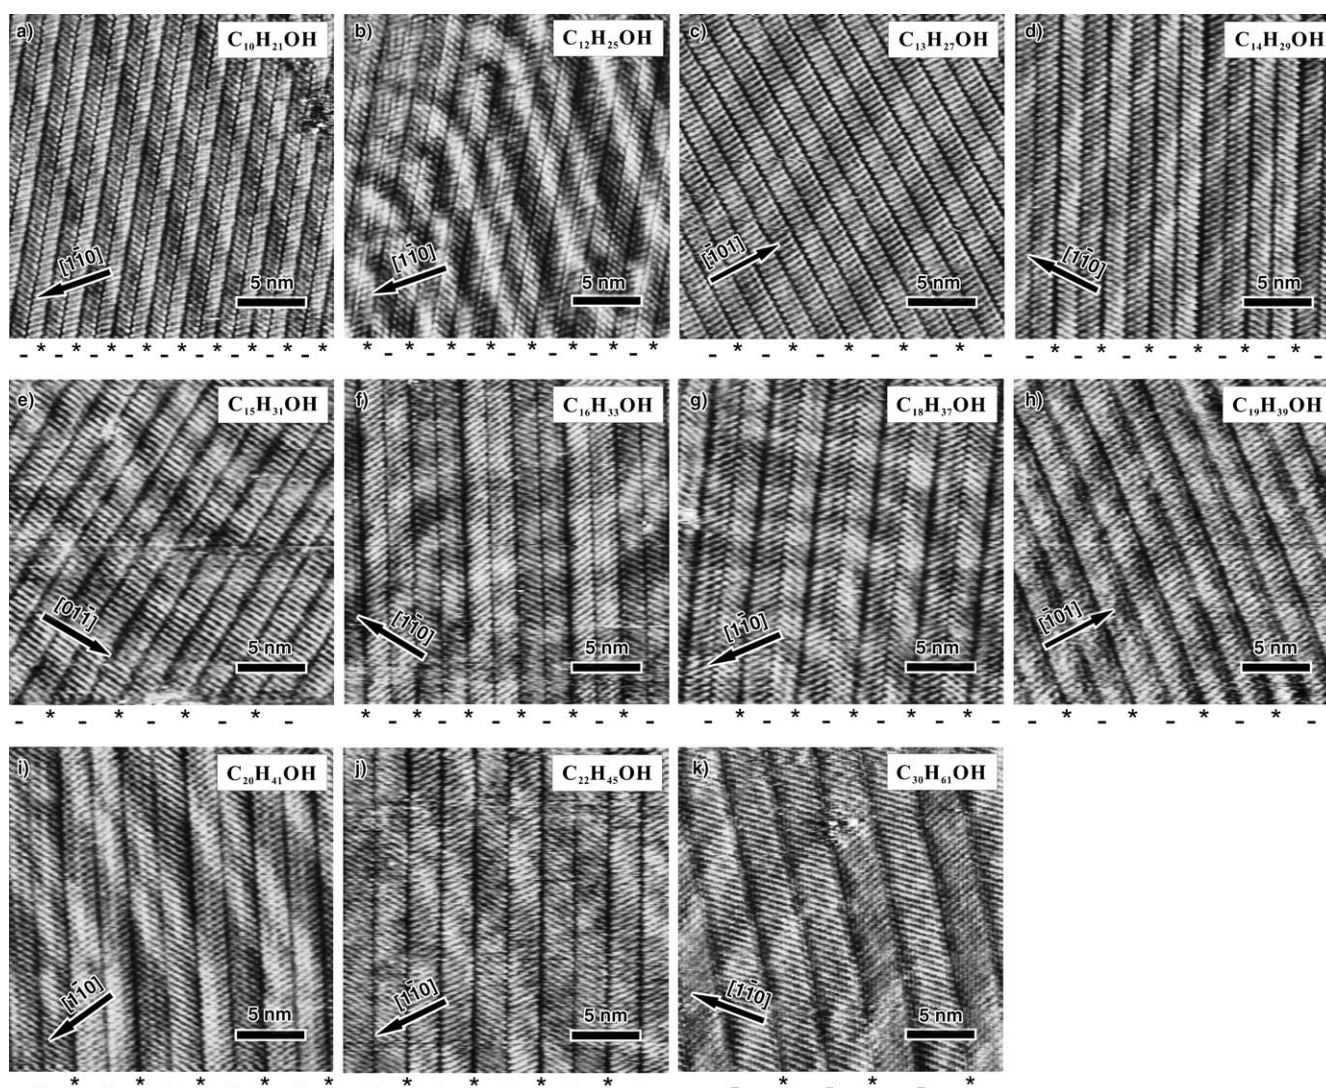 a)
C₁₀H₂₁OH
[11̄0]
5 nm
- * - * - * - * - * - * - * - * - *
b)
C₁₂H₂₅OH
[11̄0]
5 nm
* - * - * - * - * - * - * - *
c)
C₁₃H₂₇OH
[1̄01]
5 nm
- * - * - * - * - * -
d)
C₁₄H₂₉OH
[11̄0]
5 nm
- * - * - * - * - * - * -
e)
C₁₅H₃₁OH
[011̄]
5 nm
- * - * - * - * -
f)
C₁₆H₃₃OH
[11̄0]
5 nm
* - * - * - * - * - * -
g)
C₁₈H₃₇OH
[11̄0]
5 nm
- * - * - * - * - * -
h)
C₁₉H₃₉OH
[1̄01]
5 nm
- * - * - * - * -
i)
C₂₀H₄₁OH
[11̄0]
5 nm
* * * * *
j)
C₂₂H₄₅OH
[11̄0]
5 nm
* * * *
k)
C₃₀H₆₁OH
[11̄0]
5 nm
- * - * - *